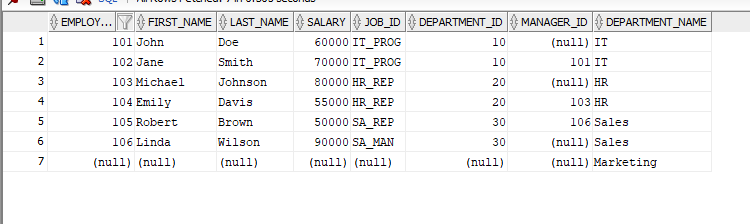 SQL
EMPLOY... FIRST_NAME LAST_NAME SALARY JOB_ID DEPARTMENT_ID MANAGER_ID DEPARTMENT_NAME
1 101 John Doe 60000 IT_PROG 10 (null) IT
2 102 Jane Smith 70000 IT_PROG 10 101 IT
3 103 Michael Johnson 80000 HR_REP 20 (null) HR
4 104 Emily Davis 55000 HR_REP 20 103 HR
5 105 Robert Brown 50000 SA_REP 30 106 Sales
6 106 Linda Wilson 90000 SA_MAN 30 (null) Sales
7 (null) (null) (null) (null) (null) (null) (null) Marketing